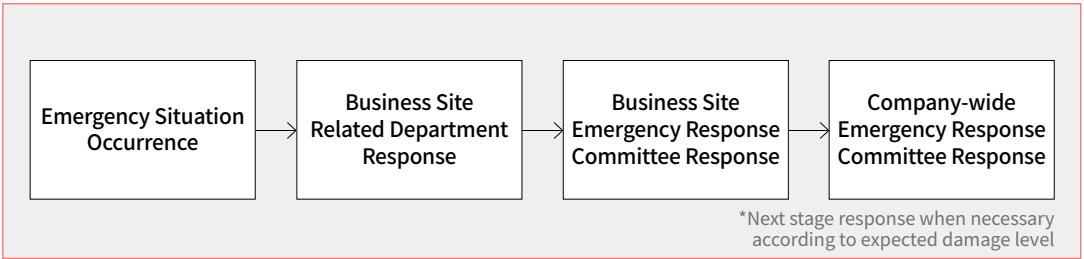 Emergency Situation
Occurrence
Business Site
Related Department
Response
Business Site
Emergency Response
Committee Response
Company-wide
Emergency Response
Committee Response
*Next stage response when necessary
according to expected damage level